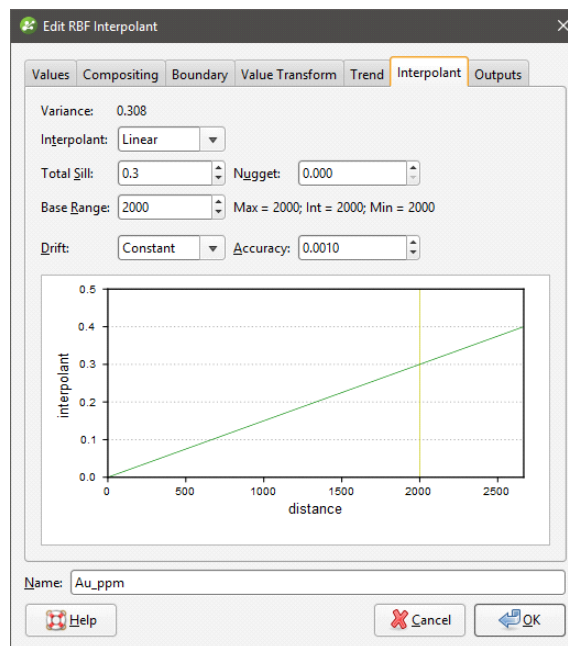 Edit RBF Interpolant
Values Compositing Boundary Value Transform Trend Interpolant Outputs
Variance: 0.308
Interpolant: Linear
Total Sill: 0.3 Nugget: 0.000
Base Range: 2000 Max = 2000; Int = 2000; Min = 2000
Drift: Constant Accuracy: 0.0010
0.5
0.4
0.3
0.2
0.1
0.0
interpolant
0 500 1000 1500 2000 2500
distance
Name: Au_ppm
Help Cancel OK